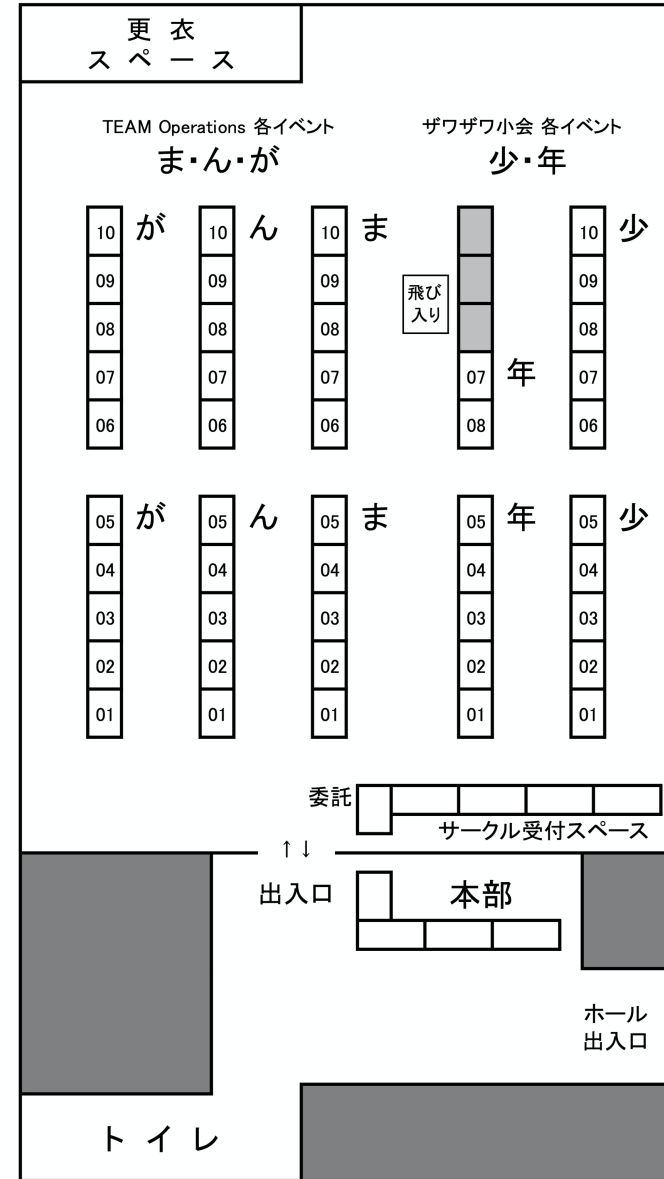 更衣
スペース
TEAM Operations 各イベント
ま・ん・が
ザワザワ小会 各イベント
少・年
10 が 10 ん 10 ま 10 少
09 09 09 09
飛び
入り
08 08 08 08
07 07 07 07 年 07
06 06 06 08 06
05 が 05 ん 05 ま 05 年 05 少
04 04 04 04 04
03 03 03 03 03
02 02 02 02 02
01 01 01 01 01
委託
サークル受付スペース
↑↓
出入口
本部
ホール
出入口
トイレ